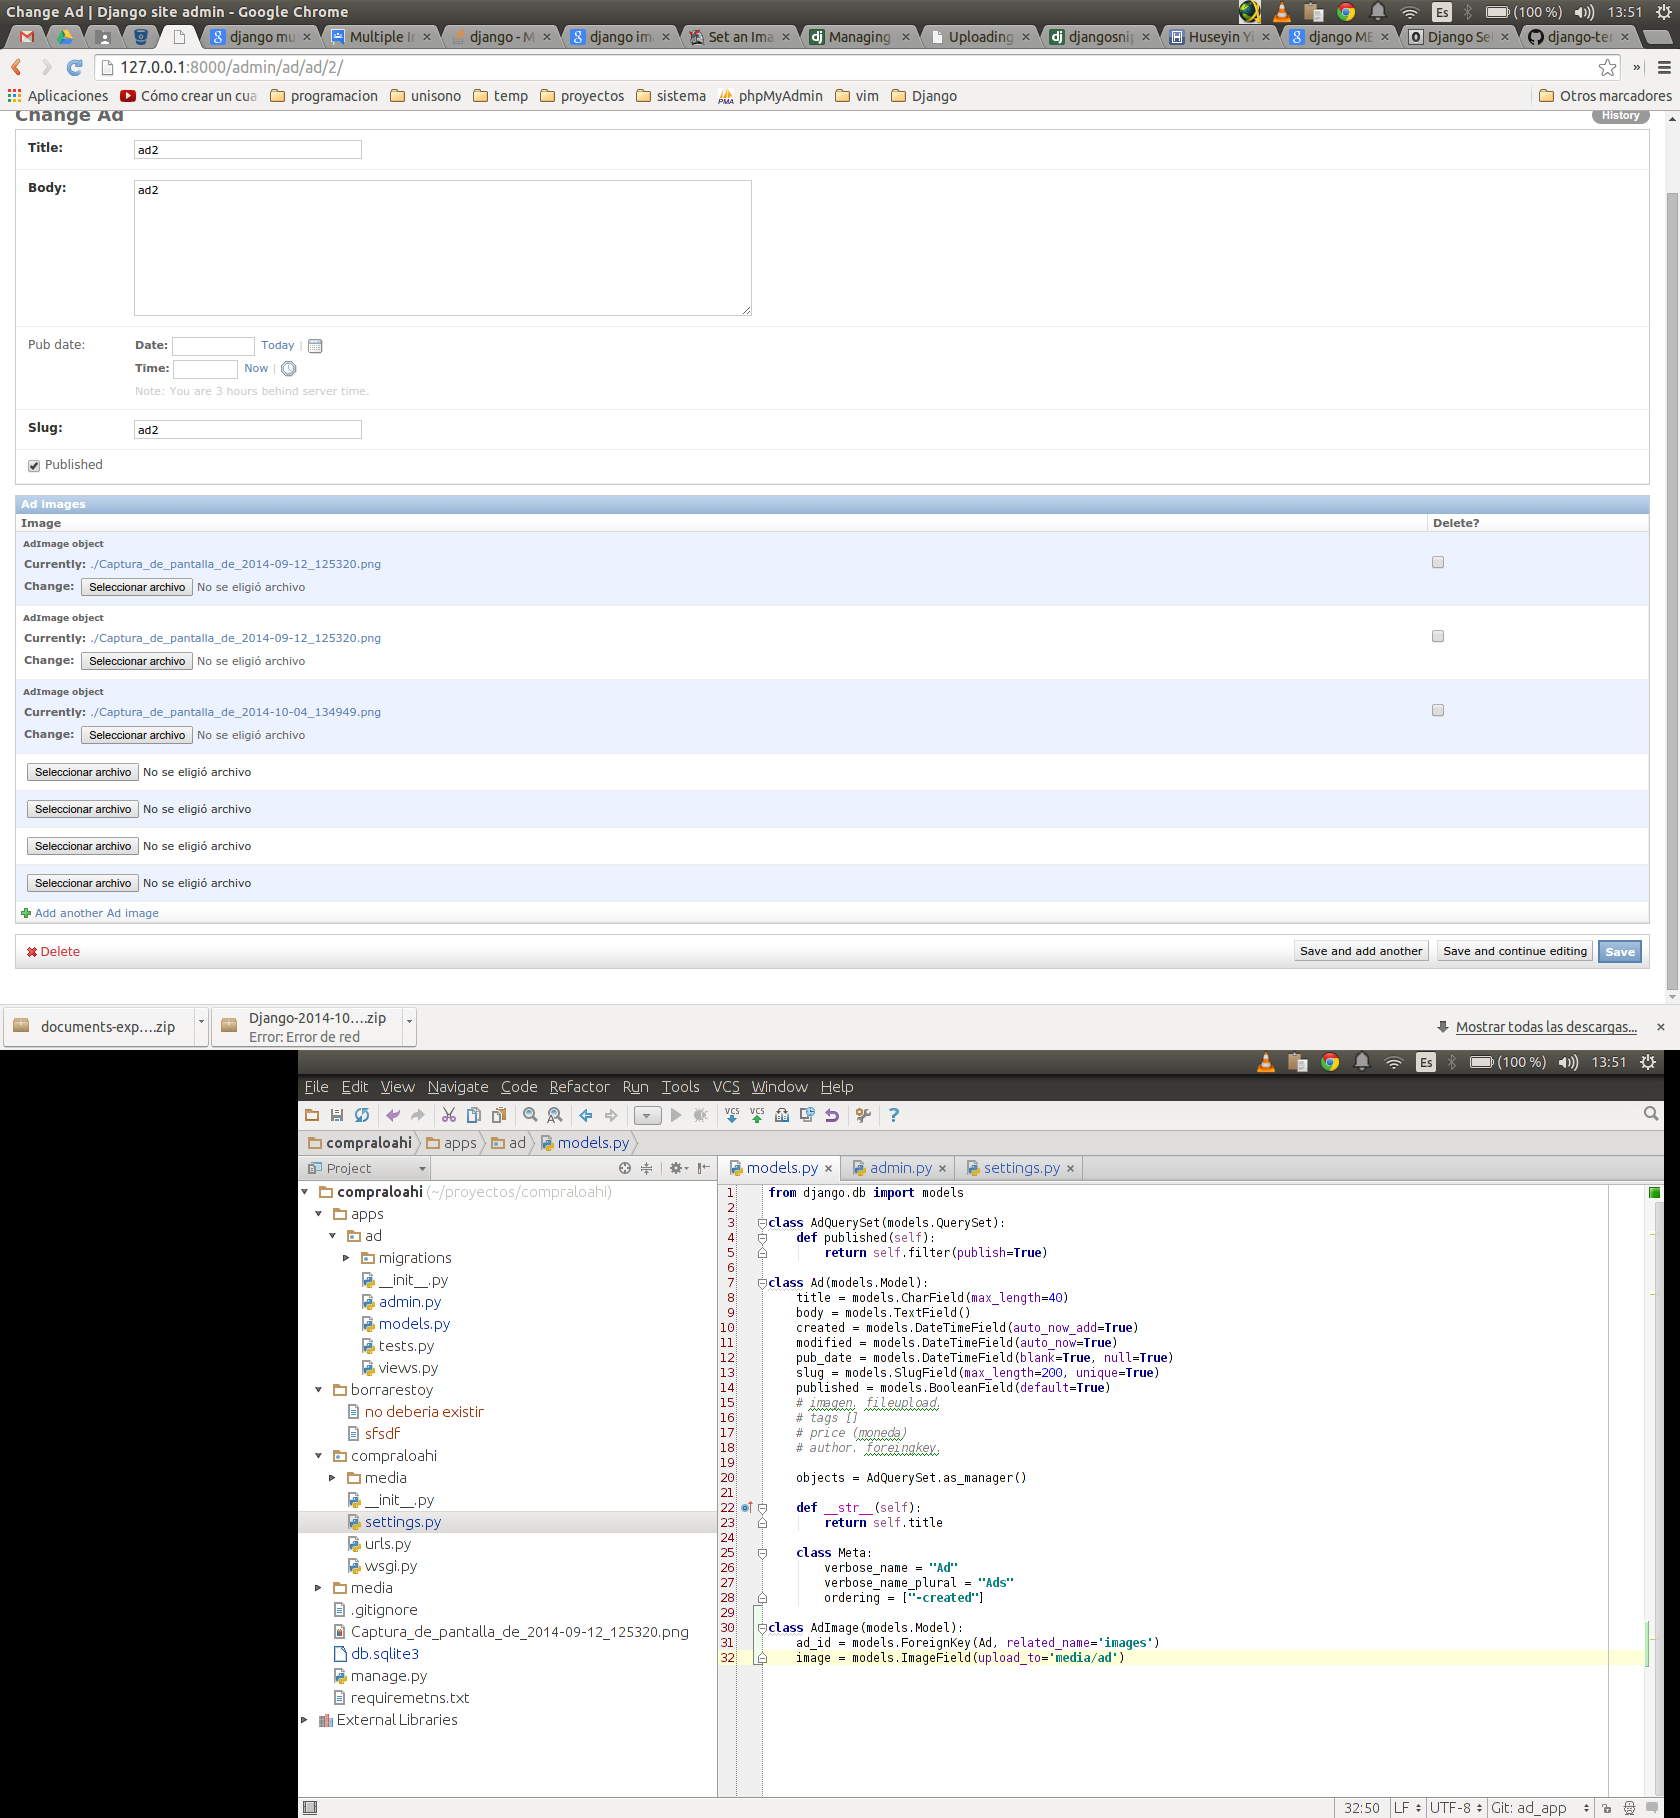 Change Ad | Django site admin - Google Chrome
Es (100 %) 13:51
django mu × Multiple I × django - M × django im × Set an Ima × Managing × Uploading × djangosni × Huseyin Yi × django ME × Django Se × django-te ×
127.0.0.1:8000/admin/ad/ad/2/
Aplicaciones Cómo crear un cua programacion unisono temp proyectos sistema phpMyAdmin vim Django Otros marcadores
Change Ad History
Title: ad2
Body: ad2
Pub date: Date: Today |
Time: Now |
Note: You are 3 hours behind server time.
Slug: ad2
Published
Ad images
Image Delete?
AdImage object
Currently: ./Captura_de_pantalla_de_2014-09-12_125320.png
Change: Seleccionar archivo No se eligió archivo
AdImage object
Currently: ./Captura_de_pantalla_de_2014-09-12_125320.png
Change: Seleccionar archivo No se eligió archivo
AdImage object
Currently: ./Captura_de_pantalla_de_2014-10-04_134949.png
Change: Seleccionar archivo No se eligió archivo
Seleccionar archivo No se eligió archivo
Seleccionar archivo No se eligió archivo
Seleccionar archivo No se eligió archivo
Seleccionar archivo No se eligió archivo
Add another Ad image
Delete Save and add another Save and continue editing Save
documents-exp....zip Django-2014-10....zip
Error: Error de red
Mostrar todas las descargas...
Es (100 %) 13:51
File Edit View Navigate Code Refactor Run Tools VCS Window Help
compraloahi apps ad models.py
Project
models.py × admin.py × settings.py ×
compraloahi (~/proyectos/compraloahi)
apps
ad
migrations
__init__.py
admin.py
models.py
tests.py
views.py
borrarestoy
no deberia existir
sfsdf
compraloahi
media
__init__.py
settings.py
urls.py
wsgi.py
media
.gitignore
Captura_de_pantalla_de_2014-09-12_125320.png
db.sqlite3
manage.py
requiremetns.txt
External Libraries
1 from django.db import models
2
3 class AdQuerySet(models.QuerySet):
4 def published(self):
5 return self.filter(publish=True)
6
7 class Ad(models.Model):
8 title = models.CharField(max_length=40)
9 body = models.TextField()
10 created = models.DateTimeField(auto_now_add=True)
11 modified = models.DateTimeField(auto_now=True)
12 pub_date = models.DateTimeField(blank=True, null=True)
13 slug = models.SlugField(max_length=200, unique=True)
14 published = models.BooleanField(default=True)
15 # imagen. fileupload.
16 # tags []
17 # price (moneda)
18 # author. foreingkey.
19
20 objects = AdQuerySet.as_manager()
21
22 def __str__(self):
23 return self.title
24
25 class Meta:
26 verbose_name = "Ad"
27 verbose_name_plural = "Ads"
28 ordering = ["-created"]
29
30 class AdImage(models.Model):
31 ad_id = models.ForeignKey(Ad, related_name='images')
32 image = models.ImageField(upload_to='media/ad')
32:50 LF UTF-8 Git: ad_app